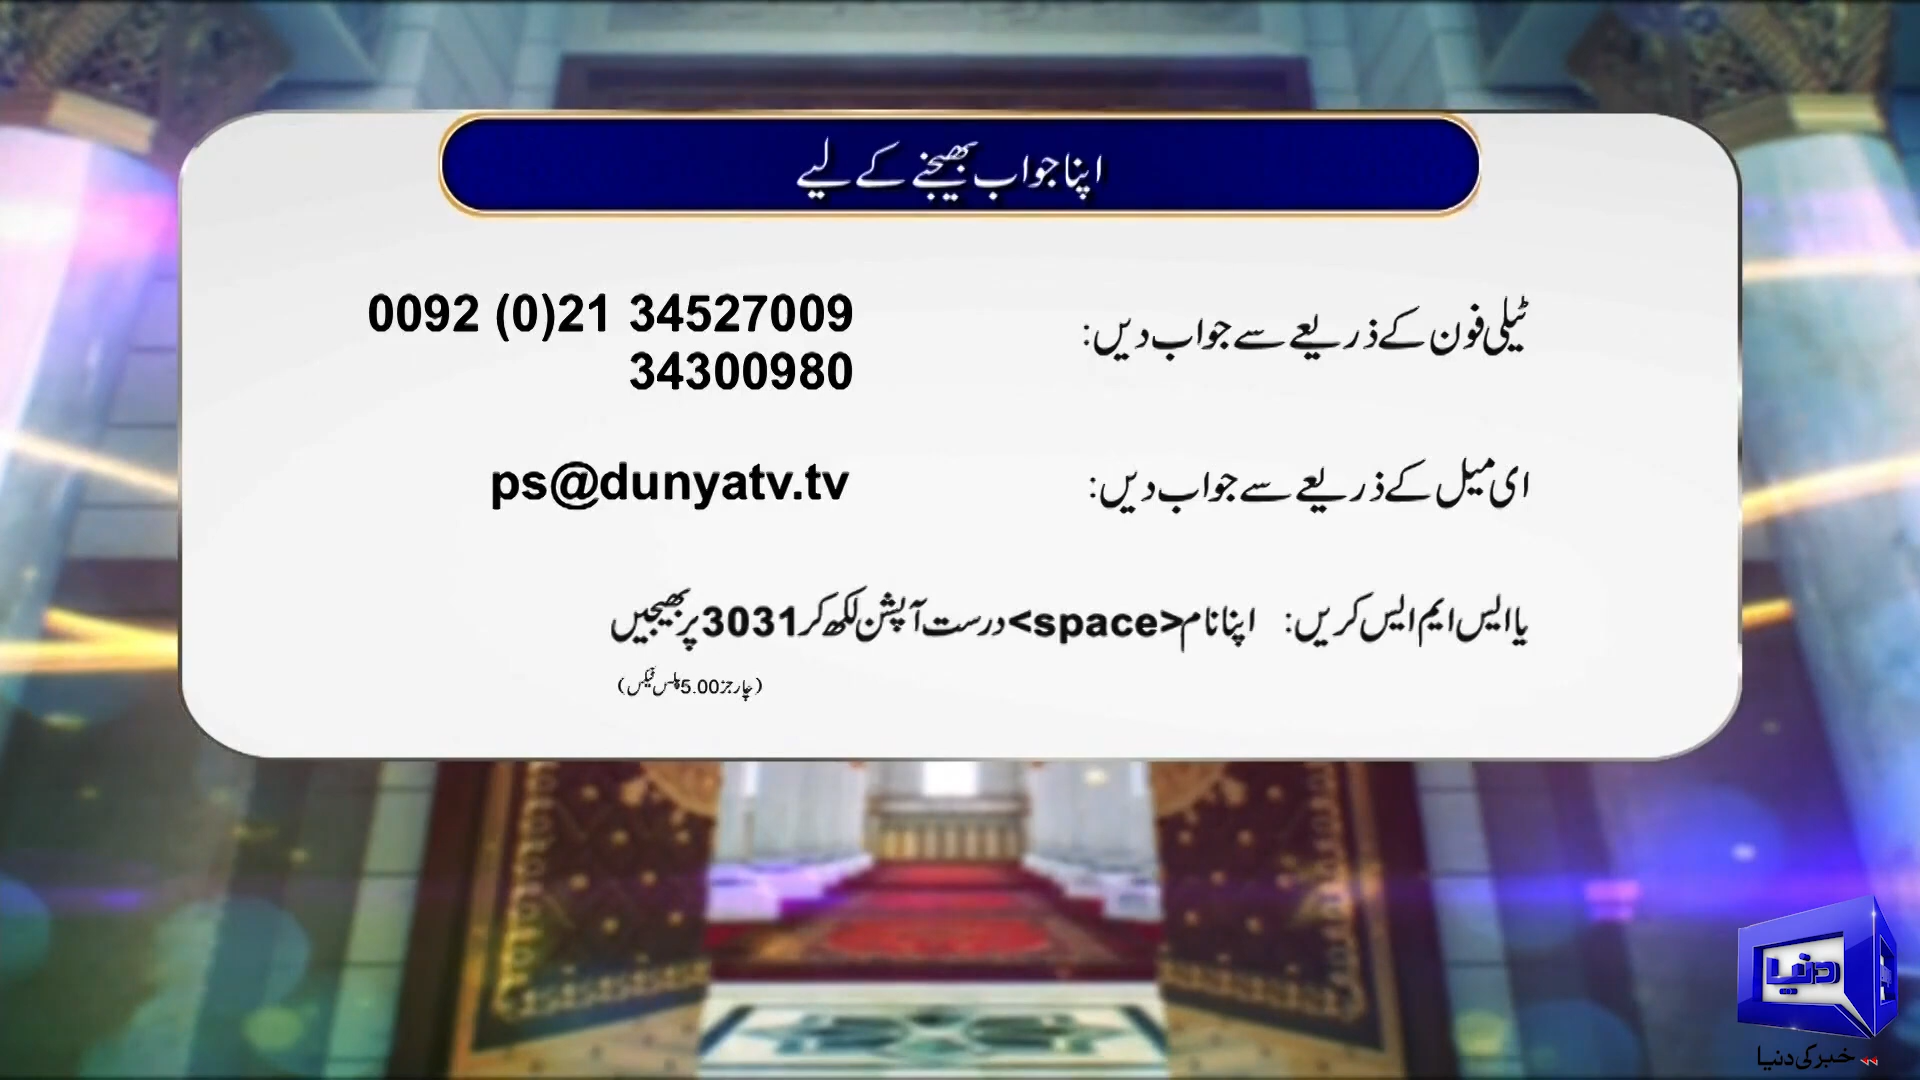 اپنا جواب بھیجنے کے لیے
ٹیلی فون کے ذریعے سے جواب دیں: 0092 (0)21 34527009
34300980
ای میل کے ذریعے سے جواب دیں: ps@dunyatv.tv
یا ایس ایم ایس کریں: اپنا نام <space> درست آپشن لکھ کر 3031 پر بھیجیں
(چارجز 5.00 پلس ٹیکس)
دنیا
خبر کی دنیا